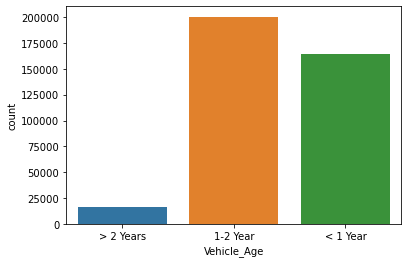 200000
175000
150000
125000
100000
75000
50000
25000
0
count
> 2 Years
1-2 Year
< 1 Year
Vehicle_Age